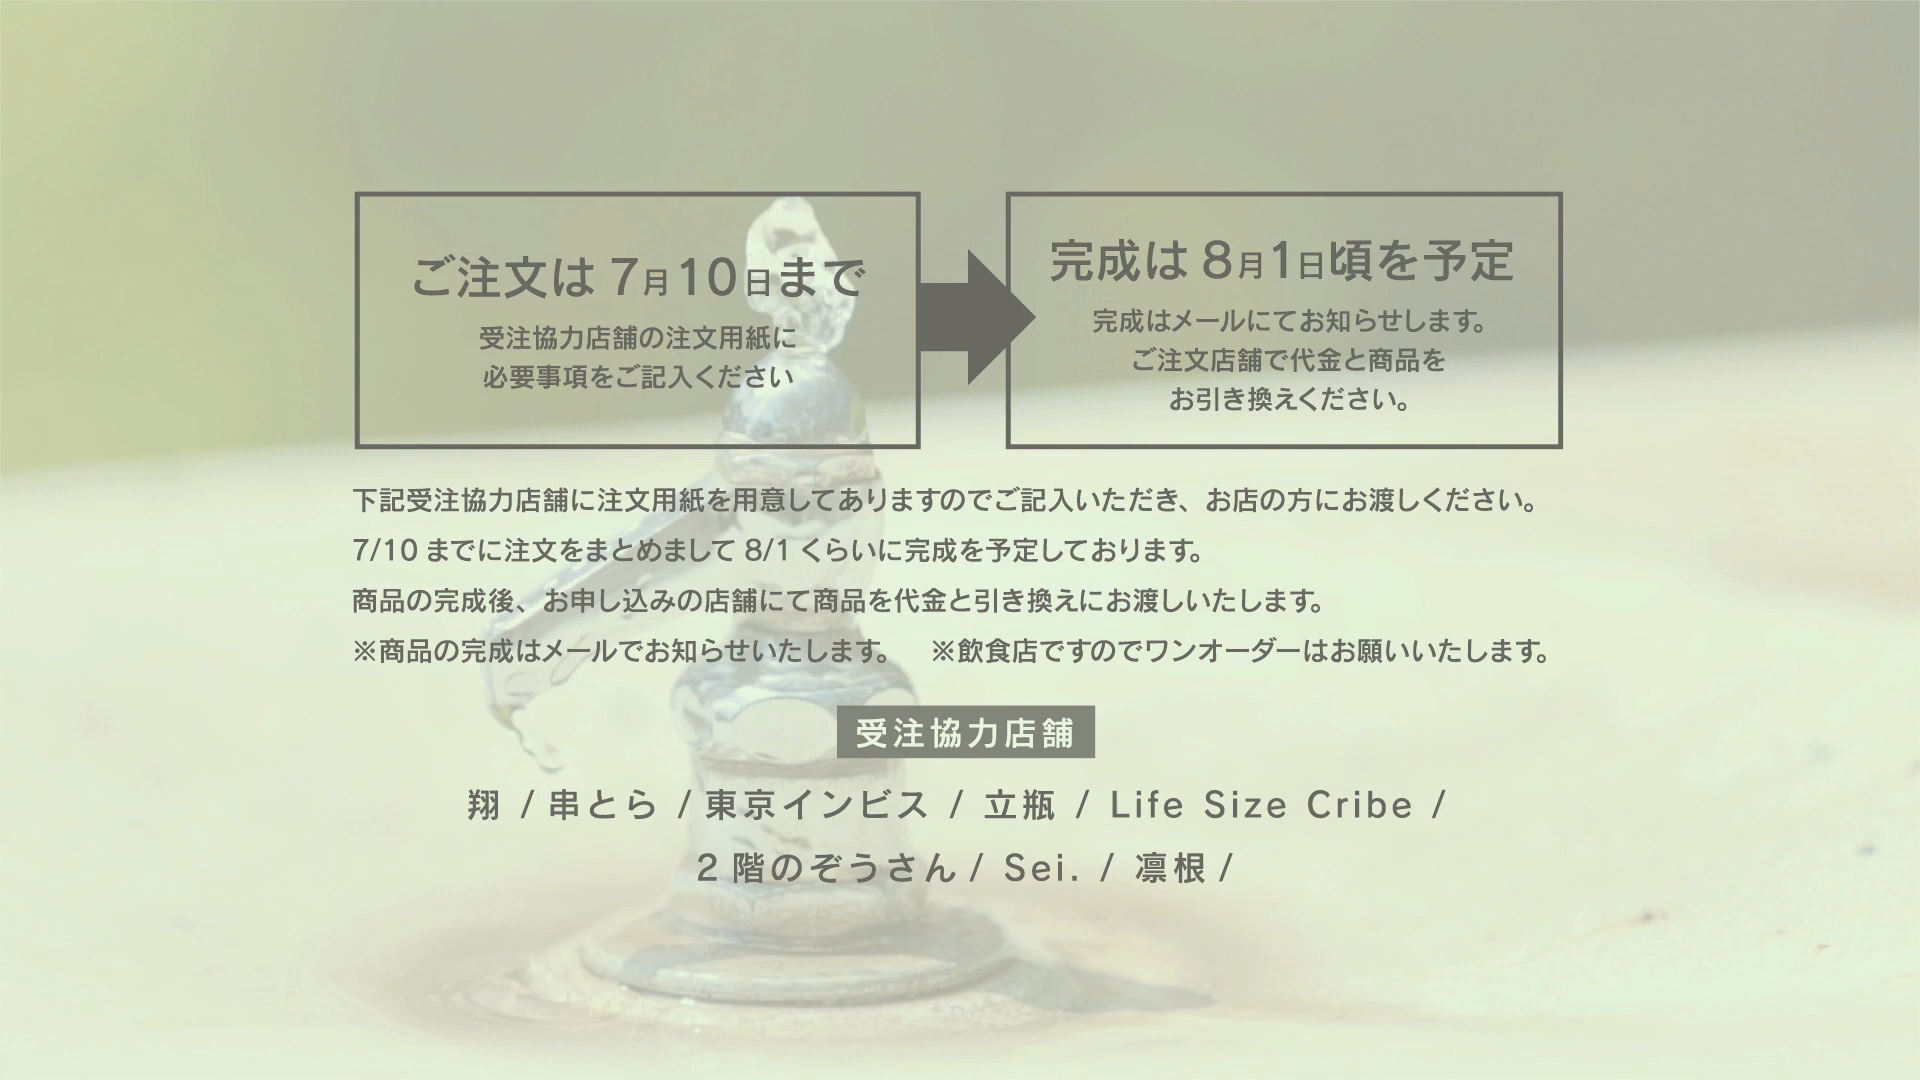 ご注文は7月10日まで
受注協力店舗の注文用紙に
必要事項をご記入ください
完成は8月1日頃を予定
完成はメールにてお知らせします。
ご注文店舗で代金と商品を
お引き換えください。
下記受注協力店舗に注文用紙を用意してありますのでご記入いただき、お店の方にお渡しください。
7/10 までに注文をまとめまして 8/1 くらいに完成を予定しております。
商品の完成後、お申し込みの店舗にて商品を代金と引き換えにお渡しいたします。
※商品の完成はメールでお知らせいたします。　※飲食店ですのでワンオーダーはお願いいたします。
受注協力店舗
翔 / 串とら / 東京インビス / 立瓶 / Life Size Cribe /
2階のぞうさん / Sei. / 凛根 /